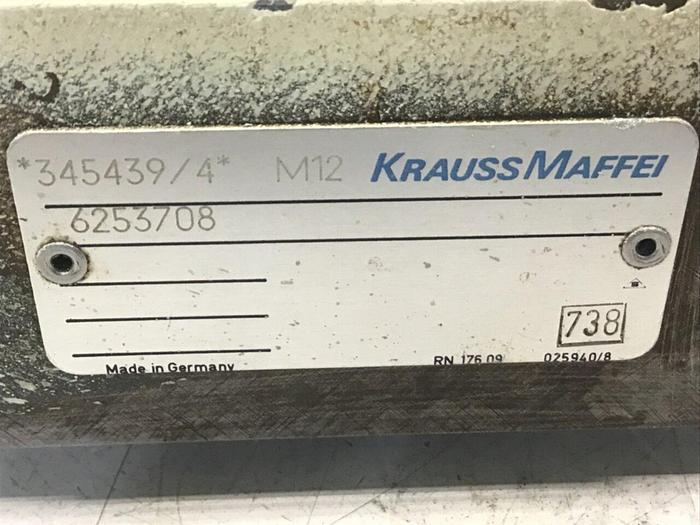 *345439/4* M12 KRAUSSMAFFEI
6253708
738
Made in Germany RN 176 09 025940/8